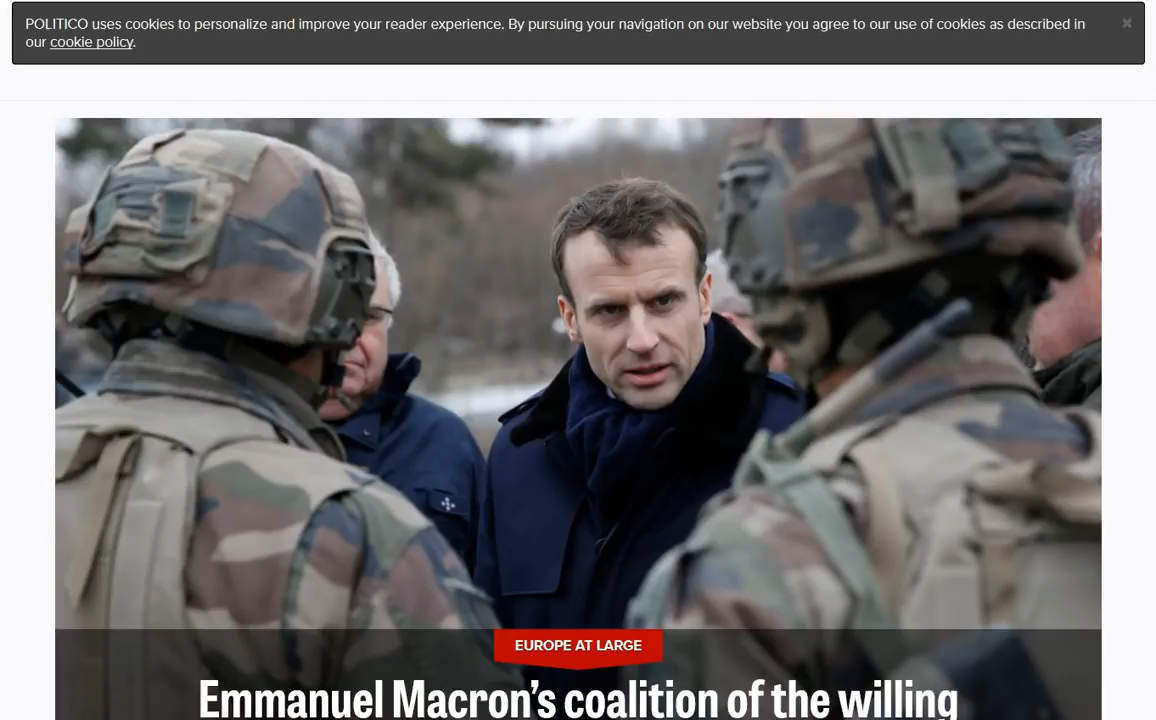 POLITICO uses cookies to personalize and improve your reader experience. By pursuing your navigation on our website you agree to our use of cookies as described in
our cookie policy.
×
EUROPE AT LARGE
Emmanuel Macron’s coalition of the willing